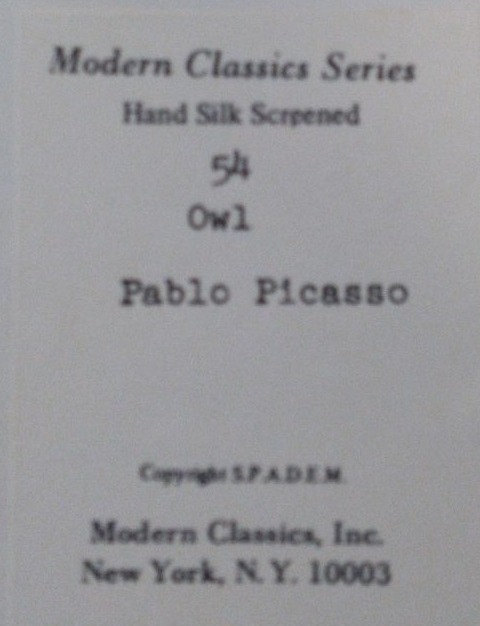 Modern Classics Series
Hand Silk Screened
54
Owl
Pablo Picasso
Copyright S.P.A.D.E.M.
Modern Classics, Inc.
New York, N.Y. 10003